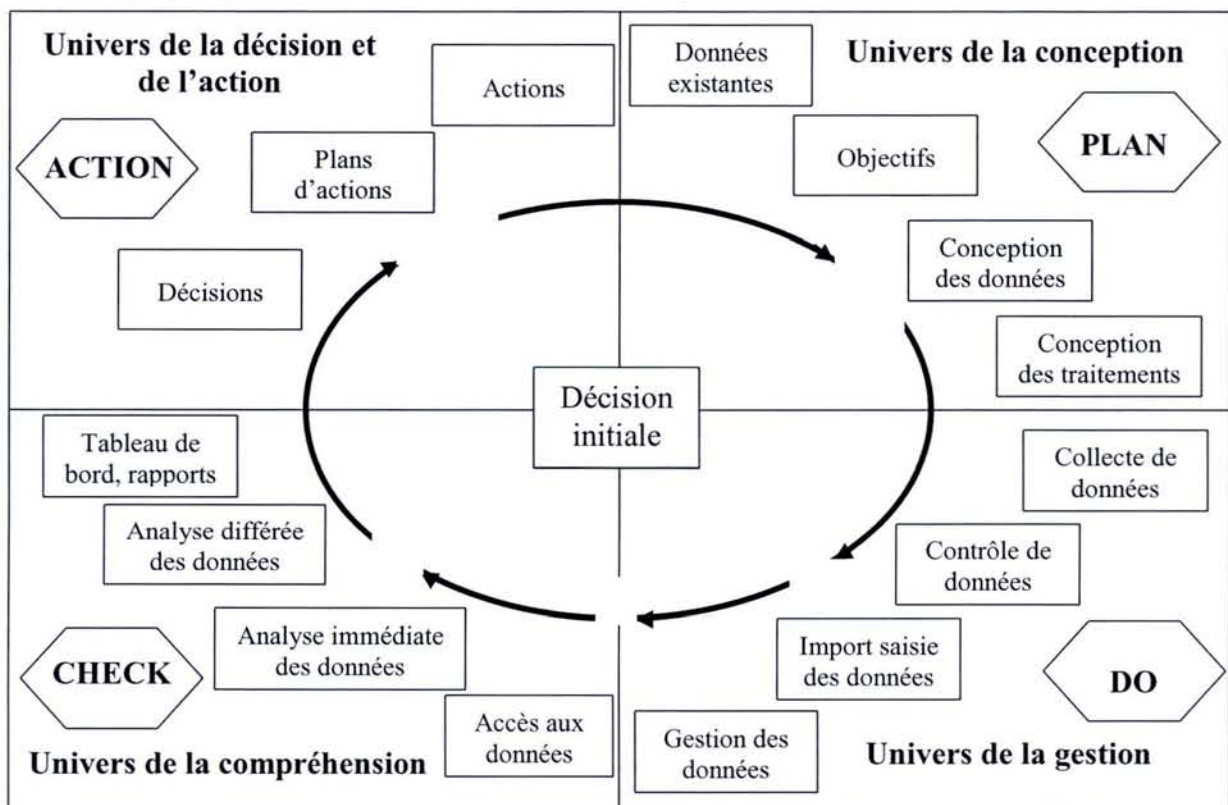 Univers de la décision et
de l’action
Actions
ACTION
Plans
d’actions
Décisions
Données
existantes
Univers de la conception
Objectifs
PLAN
Conception
des données
Conception
des traitements
Décision
initiale
Collecte de
données
Contrôle de
données
Import saisie
des données
DO
Gestion des
données
Univers de la gestion
Tableau de
bord, rapports
Analyse différée
des données
Analyse immédiate
des données
CHECK
Accès aux
données
Univers de la compréhension